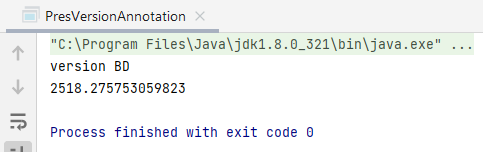 PresVersionAnnotation
"C:\Program Files\Java\jdk1.8.0_321\bin\java.exe" ...
version BD
2518.275753059823
Process finished with exit code 0